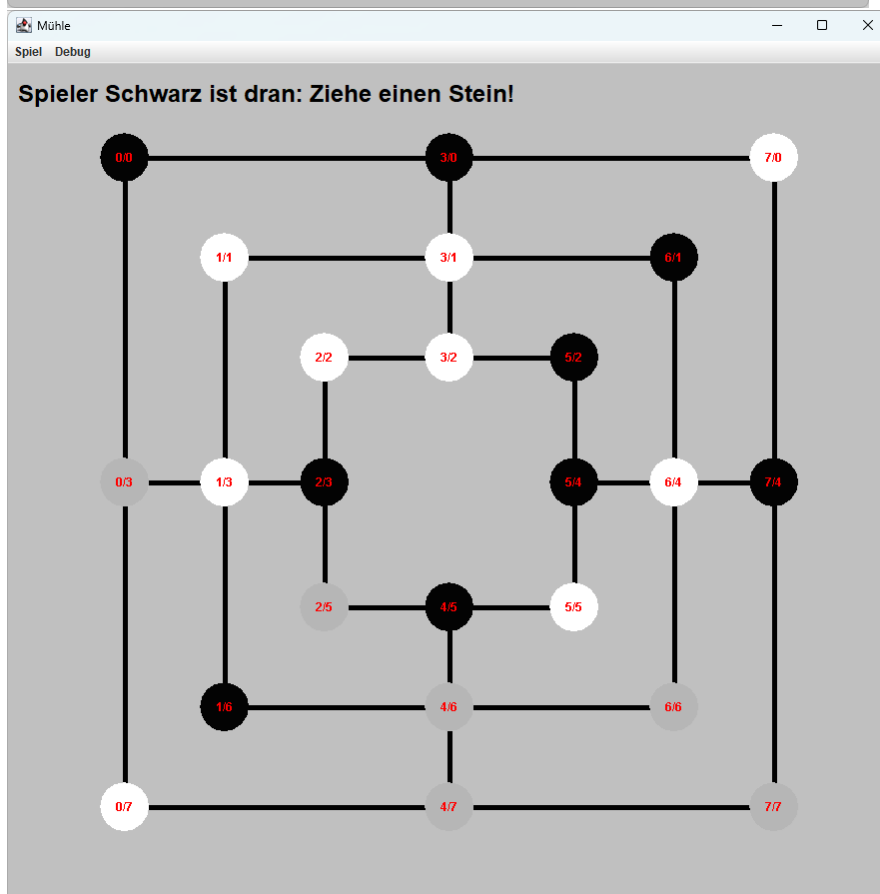 Mühle
Spiel Debug
Spieler Schwarz ist dran: Ziehe einen Stein!
0/0 3/0 7/0
1/1 3/1 6/1
2/2 3/2 5/2
0/3 1/3 2/3 5/4 6/4 7/4
2/5 4/5 5/5
1/6 4/6 6/6
0/7 4/7 7/7